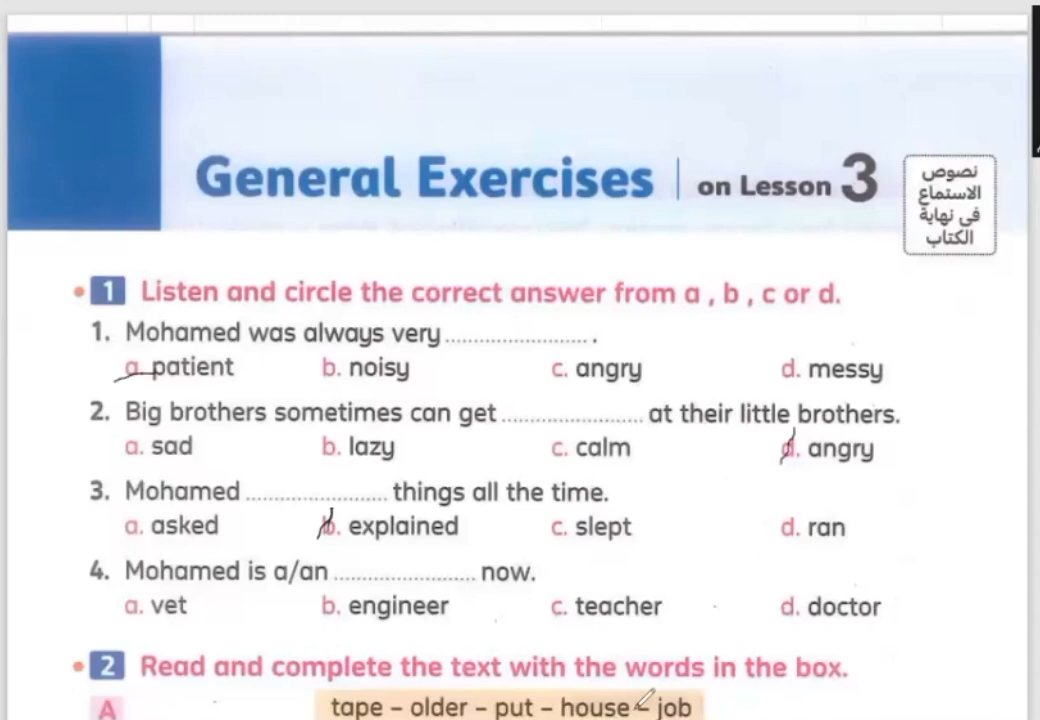 General Exercises on Lesson 3
نصوص
الاستماع
فى نهاية
الكتاب
1 Listen and circle the correct answer from a , b , c or d.
1. Mohamed was always very ........................ .
a. patient b. noisy c. angry d. messy
2. Big brothers sometimes can get ........................ at their little brothers.
a. sad b. lazy c. calm d. angry
3. Mohamed ........................ things all the time.
a. asked b. explained c. slept d. ran
4. Mohamed is a/an ........................ now.
a. vet b. engineer c. teacher d. doctor
2 Read and complete the text with the words in the box.
A tape – older – put – house – job